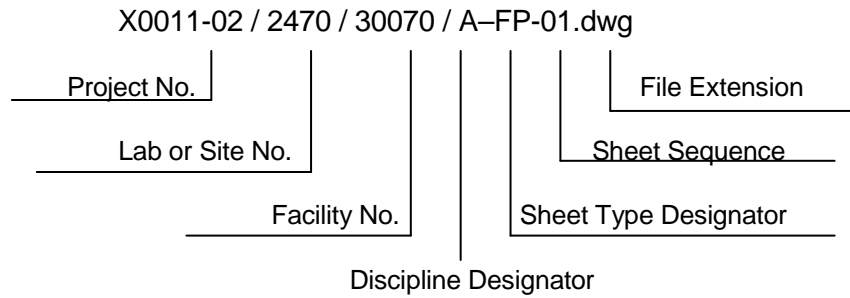 X0011-02 / 2470 / 30070 / A–FP-01.dwg
Project No. File Extension
Lab or Site No. Sheet Sequence
Facility No. Sheet Type Designator
Discipline Designator